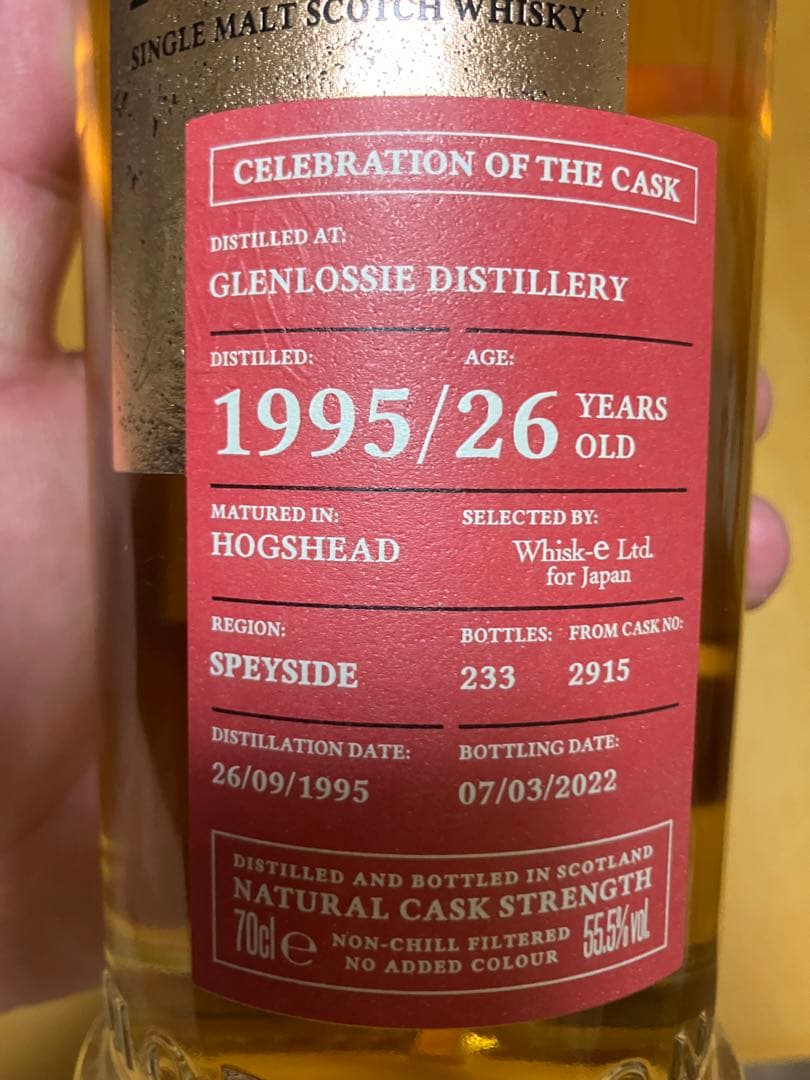 SINGLE MALT SCOTCH WHISKY
CELEBRATION OF THE CASK
DISTILLED AT:
GLENLOSSIE DISTILLERY
DISTILLED: AGE:
1995/26 YEARS OLD
MATURED IN: SELECTED BY:
HOGSHEAD Whisk-e Ltd.
for Japan
REGION: BOTTLES: FROM CASK NO:
SPEYSIDE 233 2915
DISTILLATION DATE: BOTTLING DATE:
26/09/1995 07/03/2022
DISTILLED AND BOTTLED IN SCOTLAND
NATURAL CASK STRENGTH
70cl e NON-CHILL FILTERED 55.5% vol.
NO ADDED COLOUR